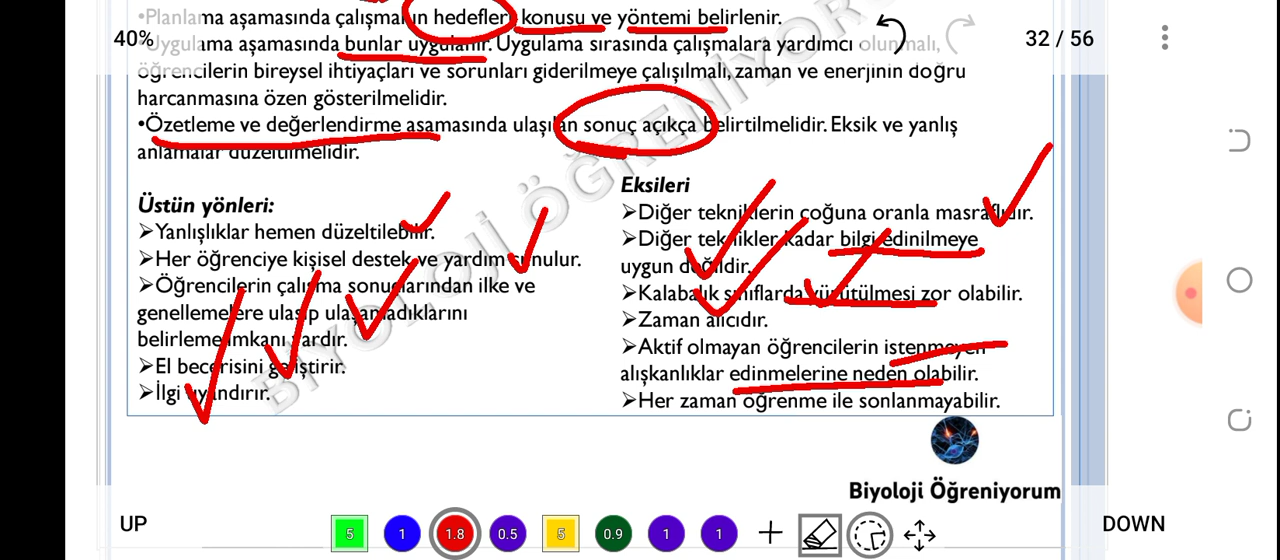 •Planlama aşamasında çalışmanın hedefleri konusu ve yöntemi belirlenir.
40%
32 / 56
•Uygulama aşamasında bunlar uygulanır. Uygulama sırasında çalışmalara yardımcı olunmalı,
öğrencilerin bireysel ihtiyaçları ve sorunları giderilmeye çalışılmalı, zaman ve enerjinin doğru
harcanmasına özen gösterilmelidir.
•Özetleme ve değerlendirme aşamasında ulaşılan sonuç açıkça belirtilmelidir. Eksik ve yanlış
anlamalar düzeltilmelidir.
Üstün yönleri:
➢Yanlışlıklar hemen düzeltilebilir.
➢Her öğrenciye kişisel destek ve yardım sunulur.
➢Öğrencilerin çalışma sonuçlarından ilke ve
genellemelere ulaşıp ulaşamadıklarını
belirleme imkanı vardır.
➢El becerisini geliştirir.
➢İlgi uyandırır.
Eksileri
➢Diğer tekniklerin çoğuna oranla masraflıdır.
➢Diğer teknikler kadar bilgi edinilmeye
uygun değildir.
➢Kalabalık sınıflarda yürütülmesi zor olabilir.
➢Zaman alıcıdır.
➢Aktif olmayan öğrencilerin istenmeyen
alışkanlıklar edinmelerine neden olabilir.
➢Her zaman öğrenme ile sonlanmayabilir.
BİYOLOJİ ÖĞRENİYOR
Biyoloji Öğreniyorum
UP
5
1
1.8
0.5
5
0.9
1
1
DOWN